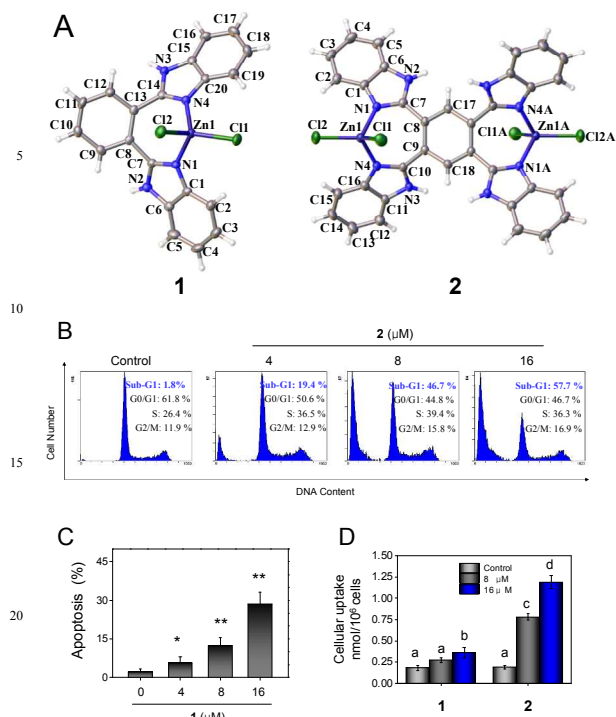 A
C17
C16
C18
C15
N3
C12
C14
C19
C13
C20
C11
N4
Zn1
Cl2
Cl1
C10
C8
C9
N1
C7
N2
C1
C6
C2
C3
C5
C4
1
C4
C3
C5
C6
N2
C2
C1
C7
C17
N1
N4A
Cl2
Cl1
C8
Zn1
Zn1A
Cl1A
Cl2A
C9
N4
N1A
C16
C10
C18
C15
C11
N3
C14
Cl2
C13
2
5
10
15
20
B
2 (μM)
Control
4
8
16
Sub-G1: 1.8%
G0/G1: 61.8 %
S: 26.4 %
G2/M: 11.9 %
Sub-G1: 19.4 %
G0/G1: 50.6 %
S: 36.5 %
G2/M: 12.9 %
Sub-G1: 46.7 %
G0/G1: 44.8 %
S: 39.4 %
G2/M: 15.8 %
Sub-G1: 57.7 %
G0/G1: 46.7 %
S: 36.3 %
G2/M: 16.9 %
Cell Number
DNA Content
C
Apoptosis (%)
45
30
15
0
*
**
**
0
4
8
16
1 (μM)
D
Cellular uptake
nmol/10⁶ cells
1.50
1.25
1.00
0.75
0.50
0.25
0.00
Control
8 μM
16μ M
a
a
b
a
c
d
1
2